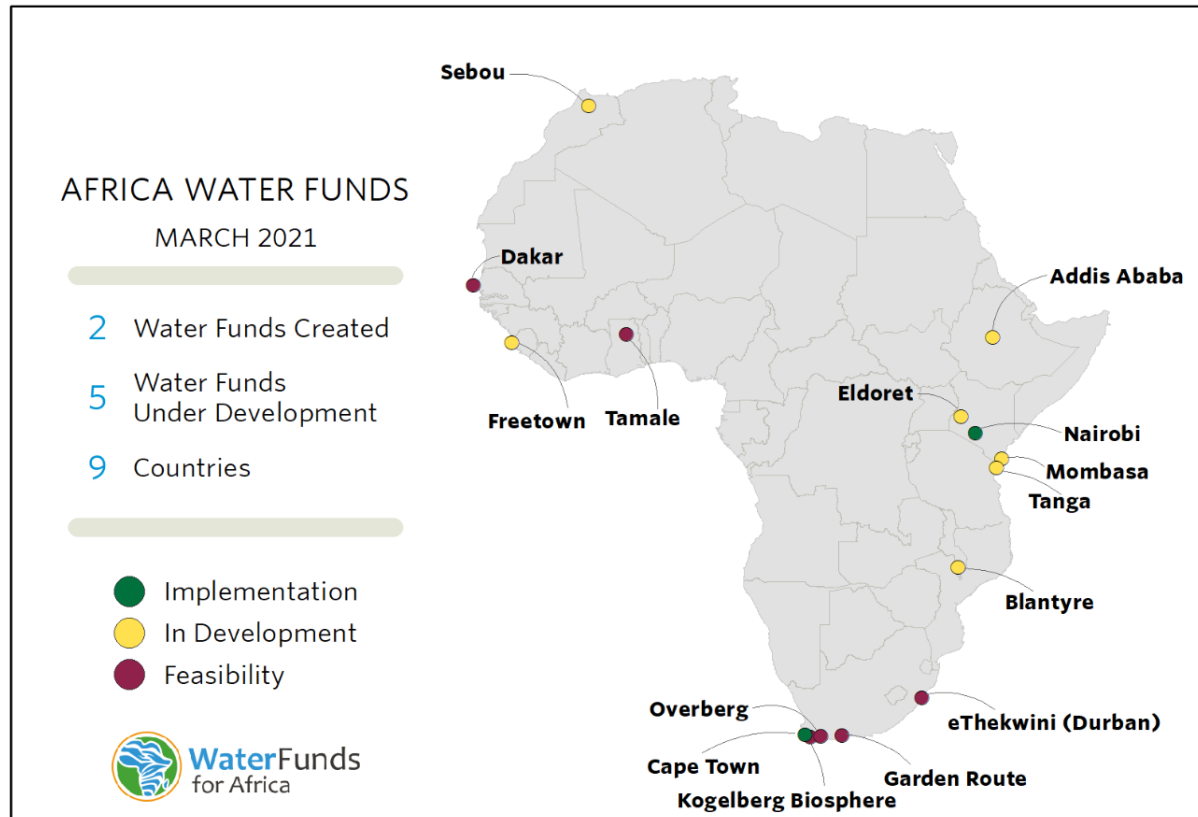 AFRICA WATER FUNDS
MARCH 2021
2 Water Funds Created
5 Water Funds
Under Development
9 Countries
Implementation
In Development
Feasibility
WaterFunds
for Africa
Sebou
Dakar
Addis Ababa
Eldoret
Freetown
Tamale
Nairobi
Mombasa
Tanga
Blantyre
Overberg
eThekwini (Durban)
Cape Town
Garden Route
Kogelberg Biosphere